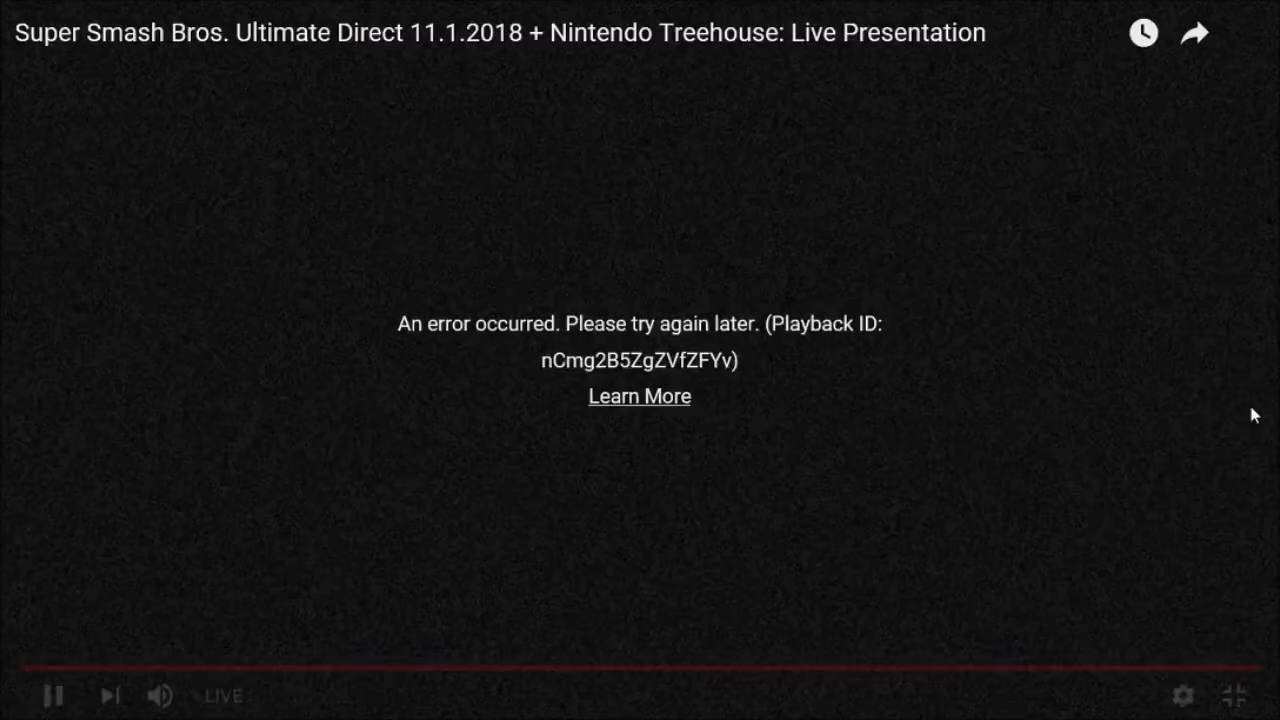 Super Smash Bros. Ultimate Direct 11.1.2018 + Nintendo Treehouse: Live Presentation
An error occurred. Please try again later. (Playback ID:
nCmg2B5ZgZVfZFYv)
Learn More
LIVE